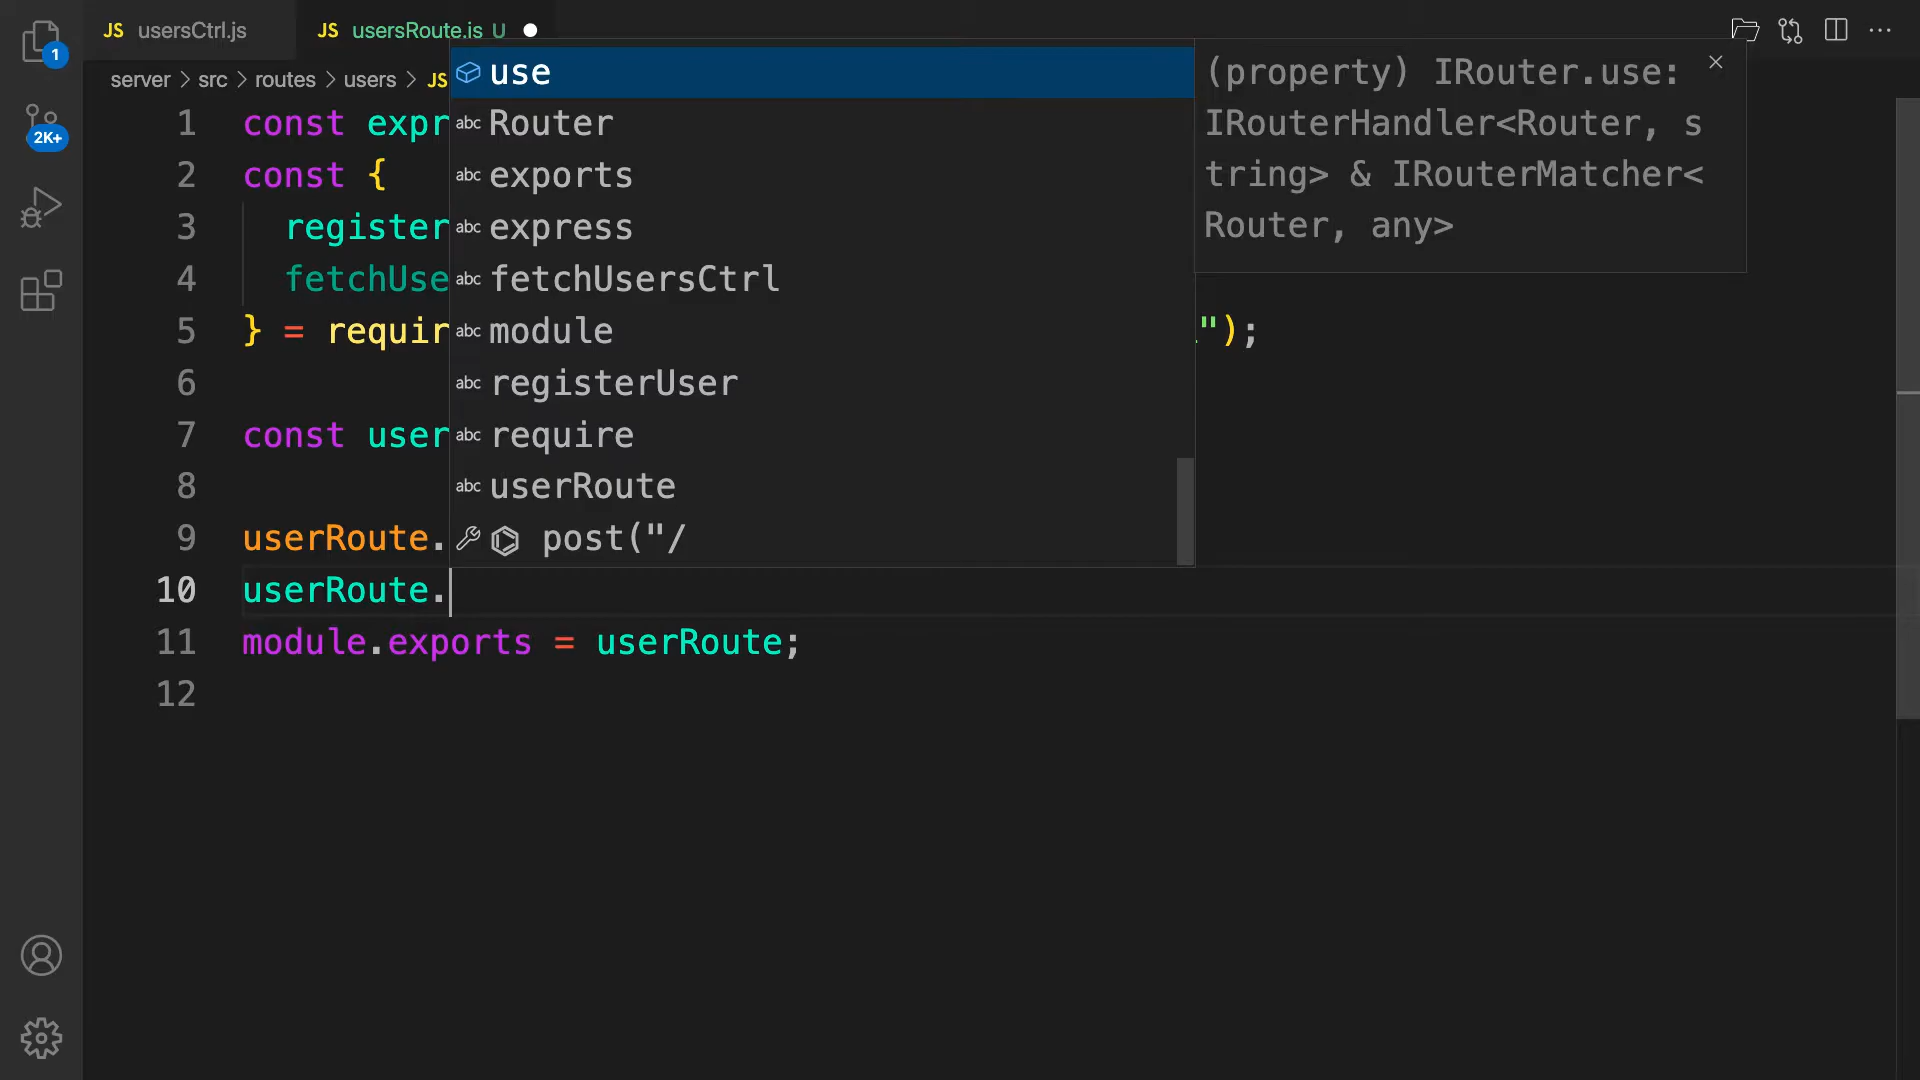 JS usersCtrl.js JS usersRoute.js U
server > src > routes > users > JS
1 const expr
2 const {
3 register
4 fetchUse
5 } = requir ");
6
7 const user
8
9 userRoute.
10 userRoute.
11 module.exports = userRoute;
12
use
abc Router
abc exports
abc express
abc fetchUsersCtrl
abc module
abc registerUser
abc require
abc userRoute
post("/
(property) IRouter.use:
IRouterHandler<Router, s
tring> & IRouterMatcher<
Router, any>
1
2K+